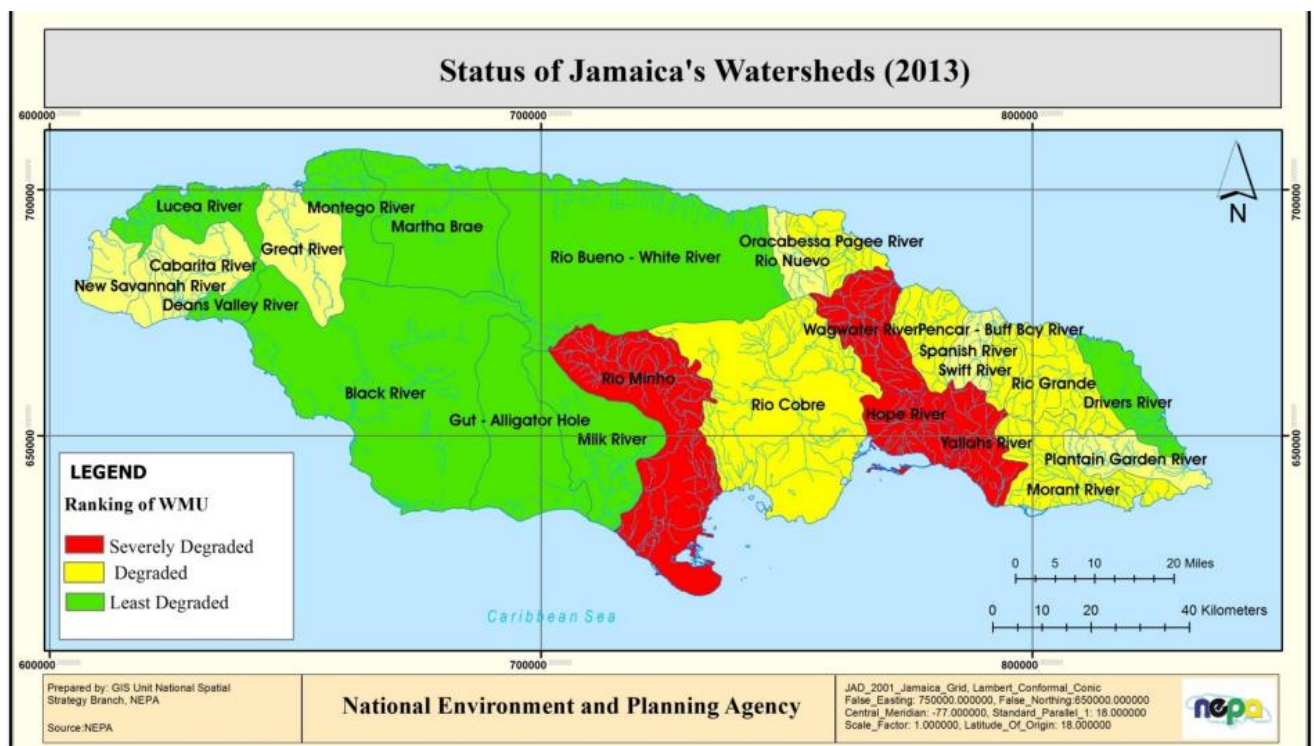 Status of Jamaica's Watersheds (2013)
600000
700000
800000
700000
700000
N
Lucea River
Montego River
Martha Brae
Great River
Oracabessa Pagee River
Rio Bueno - White River
Rio Nuevo
Cabarita River
New Savannah River
Deans Valley River
Wagwater River
Pencar - Buff Bay River
Spanish River
Swift River
Rio Minho
Rio Grande
Black River
Rio Cobre
Drivers River
Gut - Alligator Hole
Hope River
Milk River
Yallahs River
650000
650000
Plantain Garden River
Morant River
LEGEND
Ranking of WMU
Severely Degraded
Degraded
Least Degraded
0 5 10 20 Miles
0 10 20 40 Kilometers
Caribbean Sea
600000
700000
800000
Prepared by: GIS Unit National Spatial
Strategy Branch, NEPA
Source:NEPA
National Environment and Planning Agency
JAD_2001_Jamaica_Grid, Lambert_Conformal_Conic
False_Easting: 750000.000000, False_Northing:650000.000000
Central_Meridian: -77.000000, Standard_Parallel_1: 18.000000
Scale_Factor: 1.000000, Latitude_Of_Origin: 18.000000
nepa